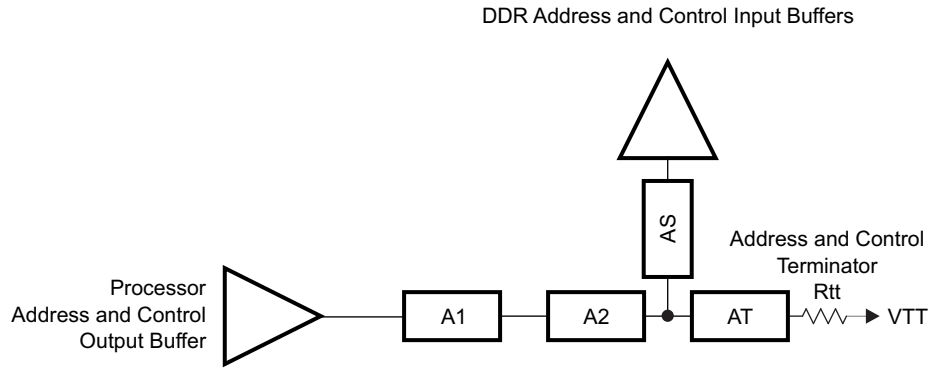 DDR Address and Control Input Buffers
AS
Address and Control
Terminator
Rtt
Processor
Address and Control
Output Buffer
A1
A2
AT
VTT